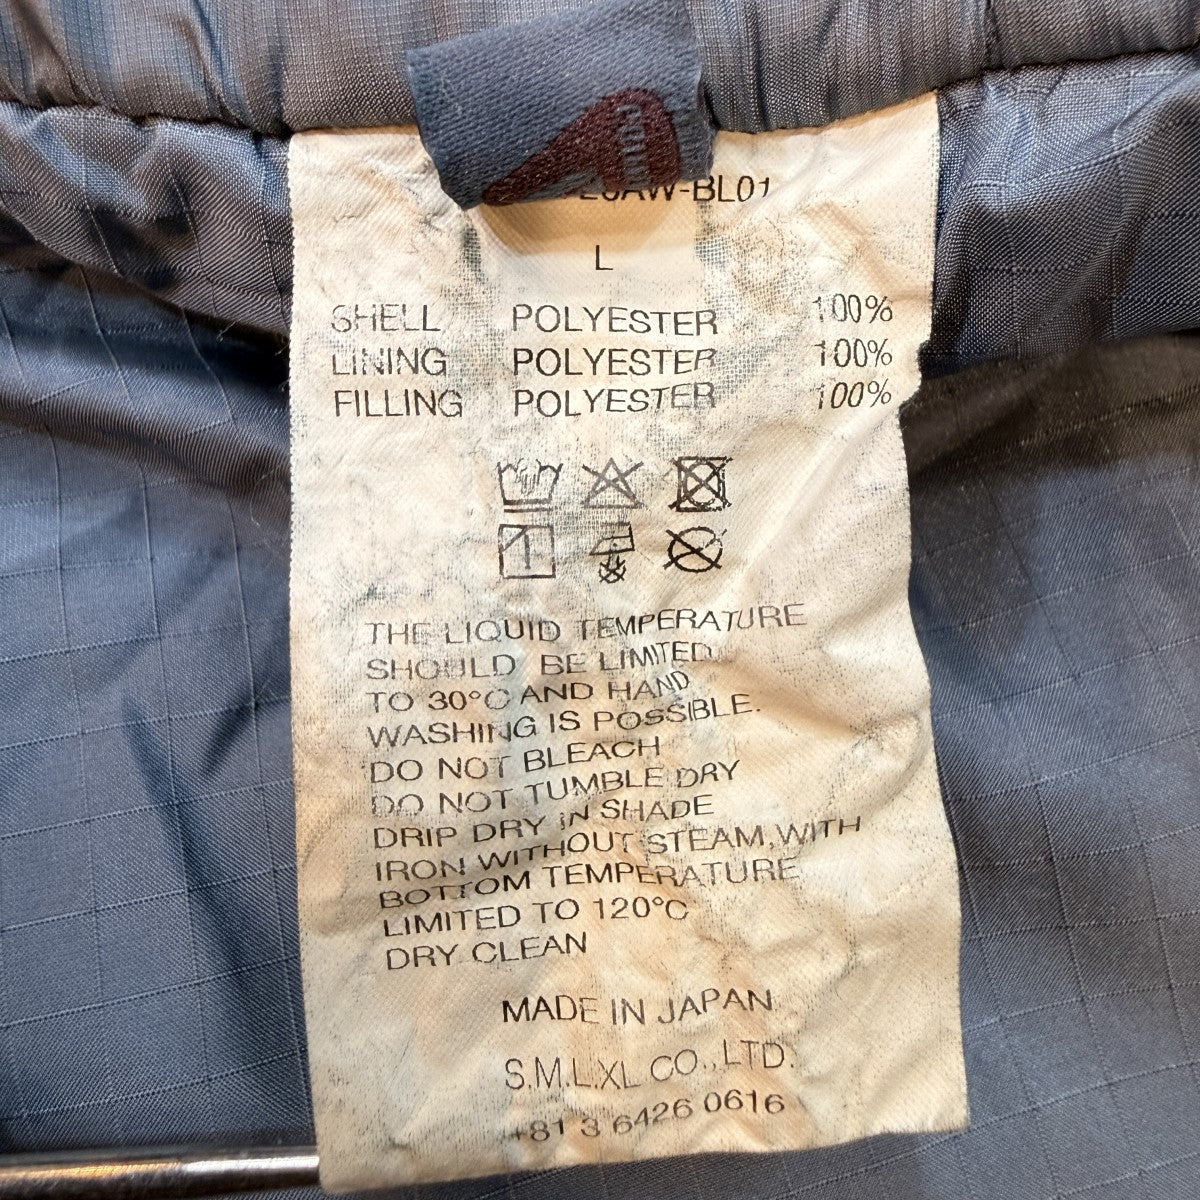 -BL01
L
SHELL POLYESTER 100%
LINING POLYESTER 100%
FILLING POLYESTER 100%
THE LIQUID TEMPERATURE
SHOULD BE LIMITED
TO 30°C AND HAND
WASHING IS POSSIBLE.
DO NOT BLEACH
DO NOT TUMBLE DRY
DRIP DRY IN SHADE
IRON WITHOUT STEAM,WITH
BOTTOM TEMPERATURE
LIMITED TO 120°C
DRY CLEAN
MADE IN JAPAN
S.M.L.XL CO.,LTD.
+81 3 6426 0616